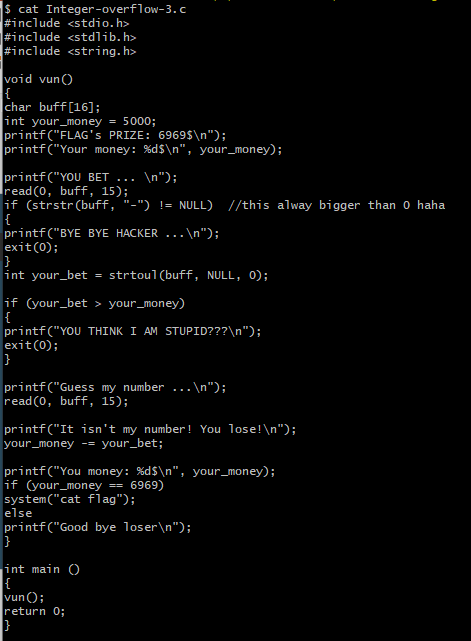 $ cat Integer-overflow-3.c
#include <stdio.h>
#include <stdlib.h>
#include <string.h>
void vun()
{
char buff[16];
int your_money = 5000;
printf("FLAG's PRIZE: 6969$\n");
printf("Your money: %d$\n", your_money);
printf("YOU BET ... \n");
read(0, buff, 15);
if (strstr(buff, "-") != NULL)  //this alway bigger than 0 haha
{
printf("BYE BYE HACKER ...\n");
exit(0);
}
int your_bet = strtoul(buff, NULL, 0);
if (your_bet > your_money)
{
printf("YOU THINK I AM STUPID???\n");
exit(0);
}
printf("Guess my number ...\n");
read(0, buff, 15);
printf("It isn't my number! You lose!\n");
your_money -= your_bet;
printf("You money: %d$\n", your_money);
if (your_money == 6969)
system("cat flag");
else
printf("Good bye loser\n");
}
int main ()
{
vun();
return 0;
}